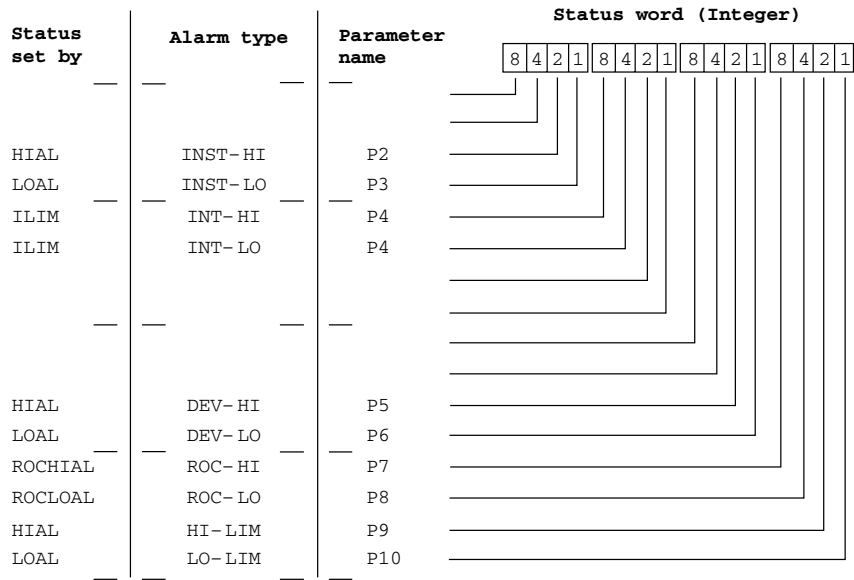 Status word (Integer)
Status set by Alarm type Parameter name
8 4 2 1 8 4 2 1 8 4 2 1 8 4 2 1
HIAL INST-HI P2
LOAL INST-LO P3
ILIM INT-HI P4
ILIM INT-LO P4
HIAL DEV-HI P5
LOAL DEV-LO P6
ROCHIAL ROC-HI P7
ROCLOAL ROC-LO P8
HIAL HI-LIM P9
LOAL LO-LIM P10